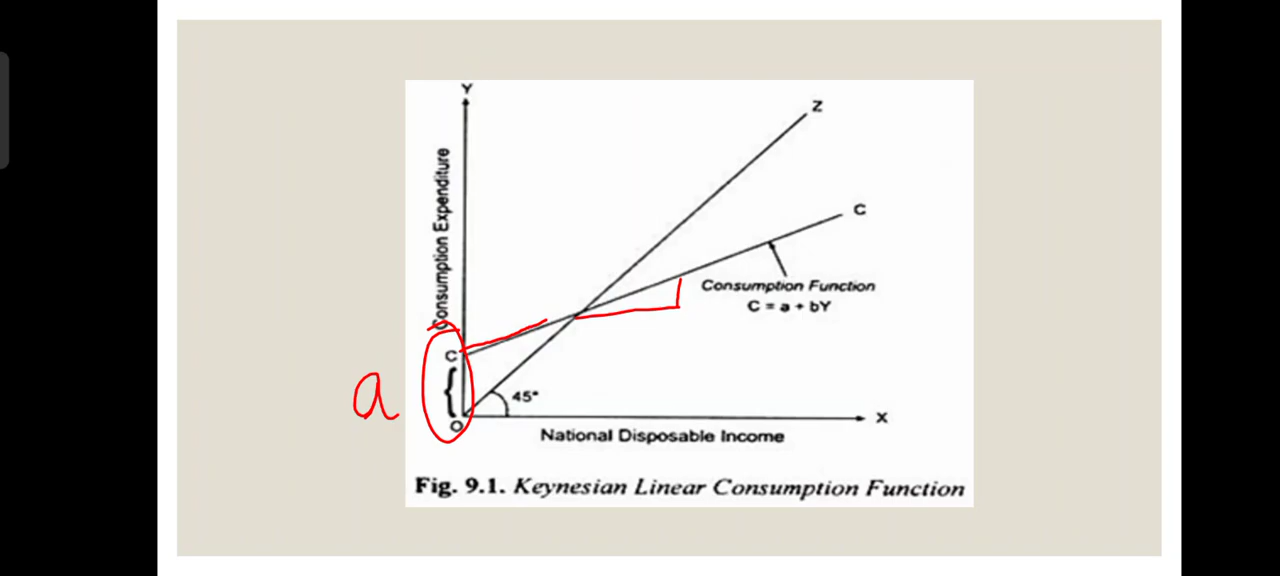 Y
Z
Consumption Expenditure
C
Consumption Function
C = a + bY
C
{
a
45°
O
X
National Disposable Income
Fig. 9.1. Keynesian Linear Consumption Function